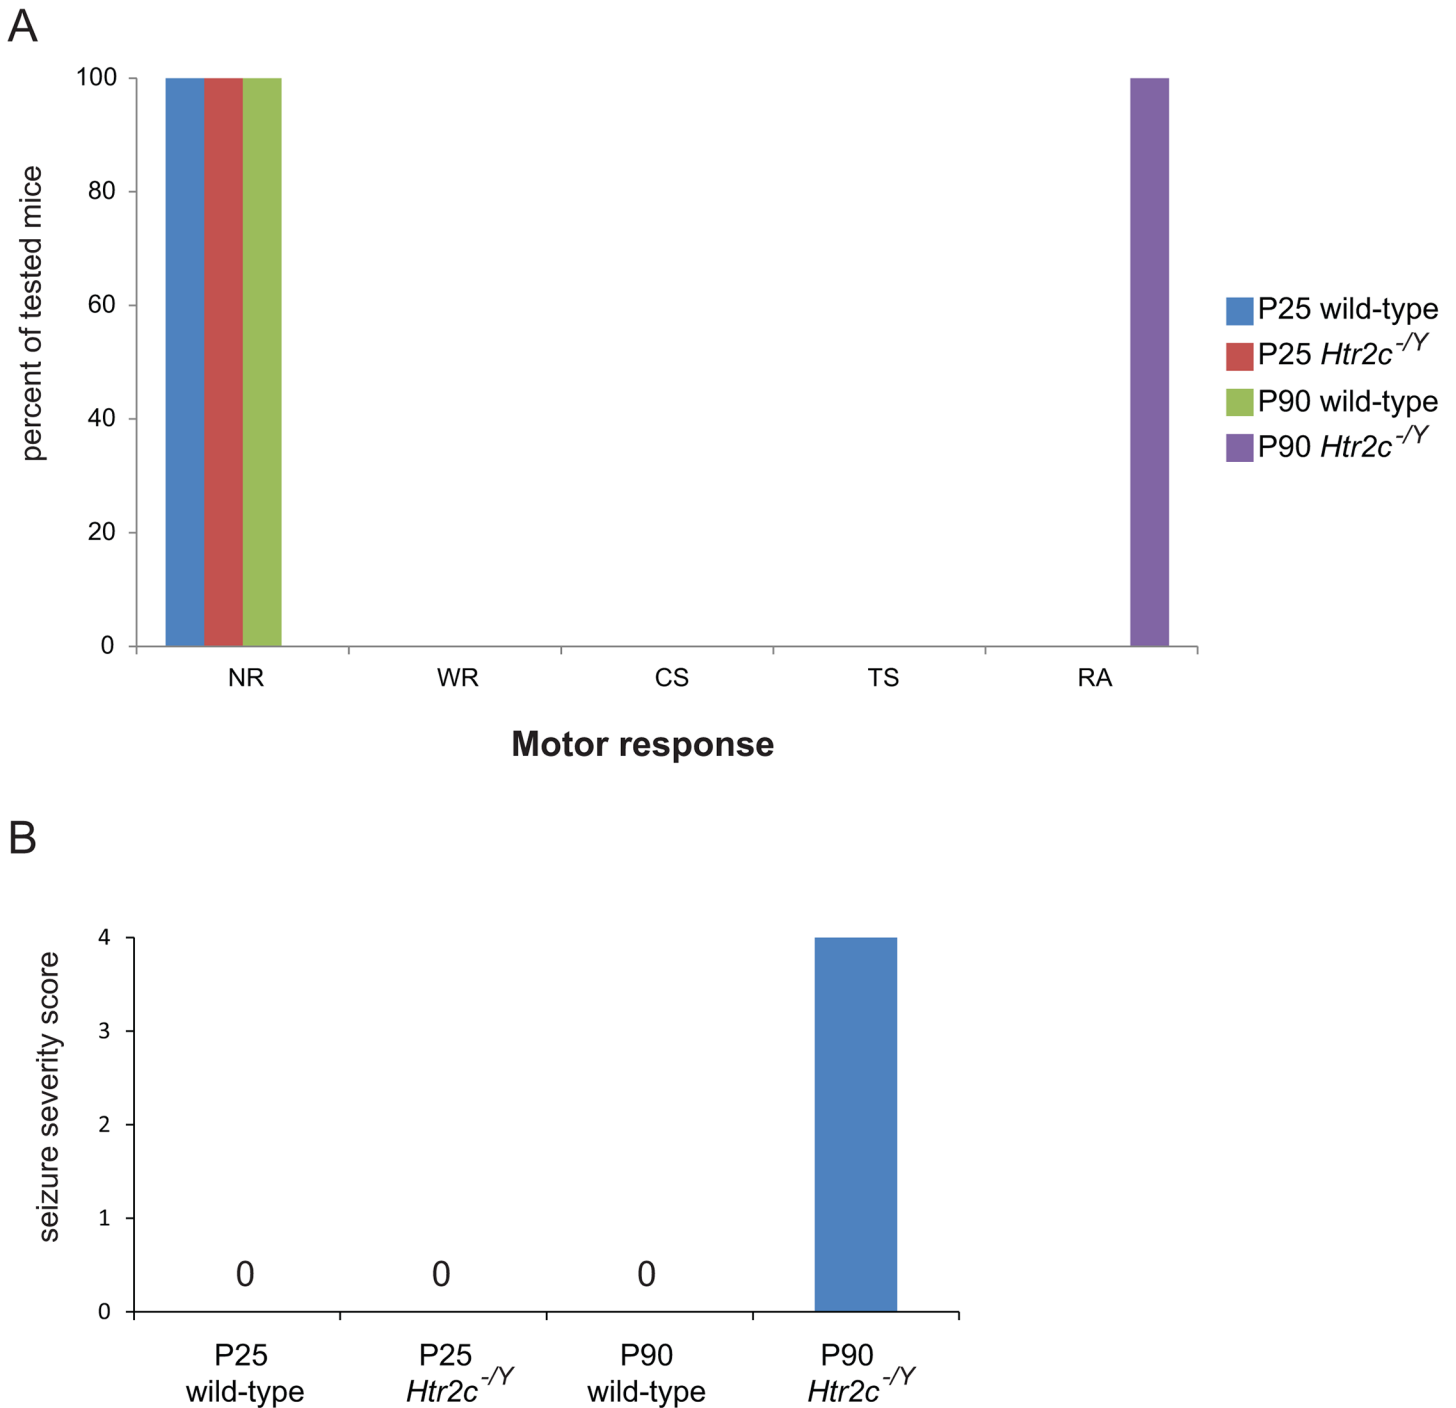 A
100
80
60
40
20
0
percent of tested mice
NR WR CS TS RA
Motor response
P25 wild-type
P25 Htr2c-/Y
P90 wild-type
P90 Htr2c-/Y
B
4
3
2
1
0
seizure severity score
0 0 0
P25 P25 P90 P90
wild-type Htr2c-/Y wild-type Htr2c-/Y